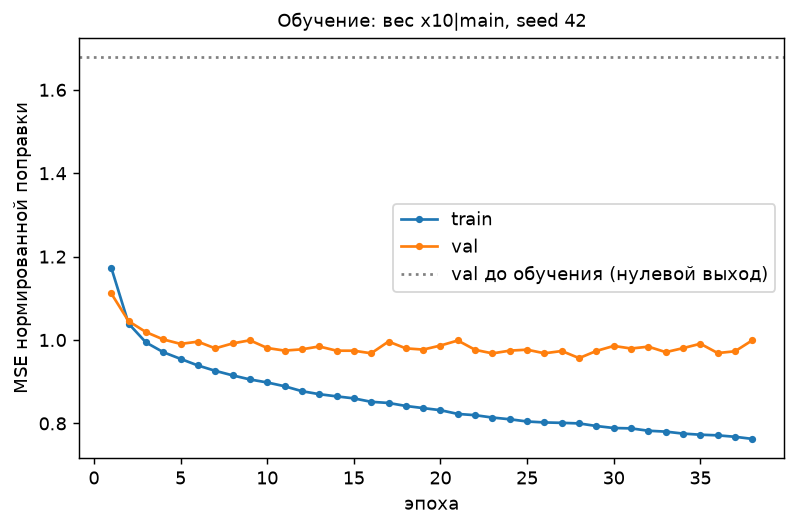 Обучение: вес x10|main, seed 42
MSE нормированной поправки
1.6
1.4
1.2
1.0
0.8
train
val
val до обучения (нулевой выход)
0 5 10 15 20 25 30 35
эпоха